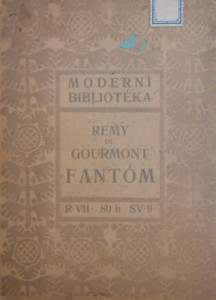 MODERNÍ
BIBLIOTÉKA
REMY
DE
GOURMONT
FANTÓM
R·VII· 80 h SV·9